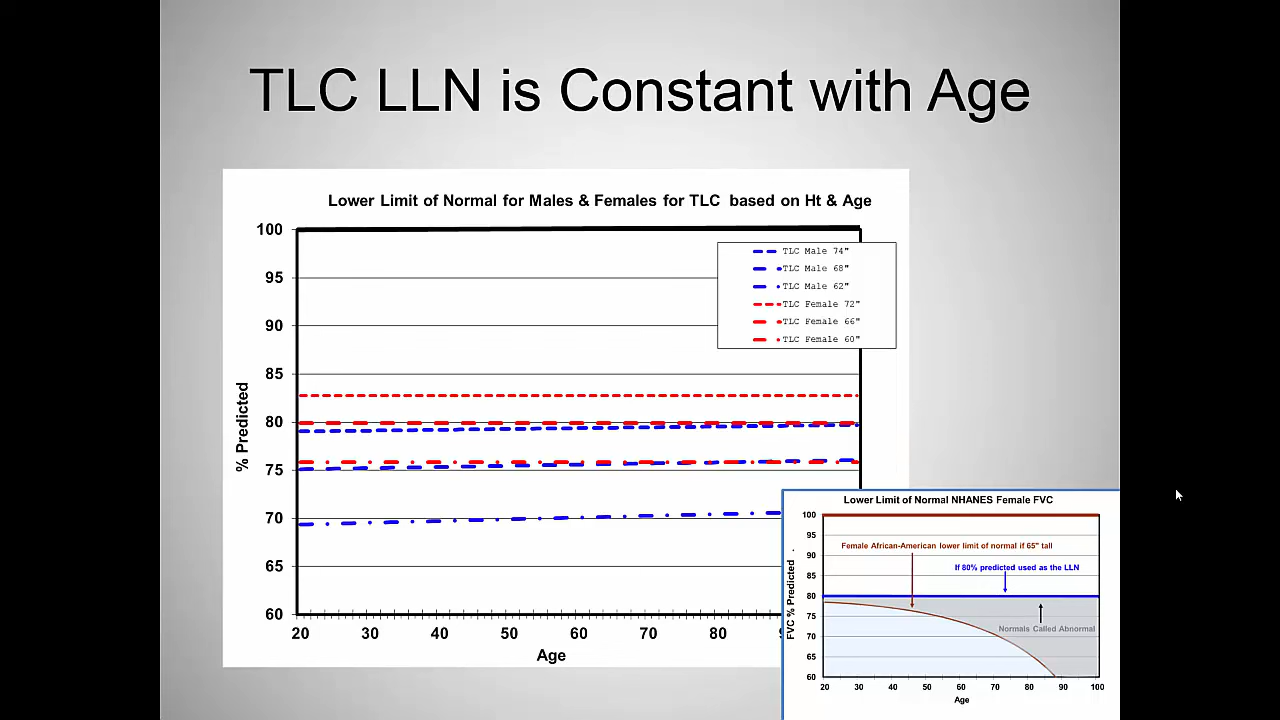 TLC LLN is Constant with Age
Lower Limit of Normal for Males & Females for TLC based on Ht & Age
100
95
90
85
80
75
70
65
60
% Predicted
TLC Male 74"
TLC Male 68"
TLC Male 62"
TLC Female 72"
TLC Female 66"
TLC Female 60"
20 30 40 50 60 70 80
Age
Lower Limit of Normal NHANES Female FVC
100
95
90
85
80
75
70
65
60
FVC % Predicted .
Female African-American lower limit of normal if 65" tall
If 80% predicted used as the LLN
Normals Called Abnormal
20 30 40 50 60 70 80 90 100
Age